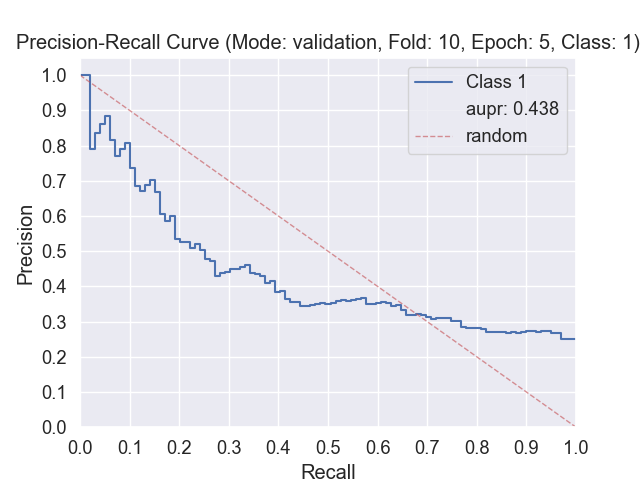 Precision-Recall Curve (Mode: validation, Fold: 10, Epoch: 5, Class: 1)
Class 1
aupr: 0.438
random
Precision
1.0
0.9
0.8
0.7
0.6
0.5
0.4
0.3
0.2
0.1
0.0
0.0 0.1 0.2 0.3 0.4 0.5 0.6 0.7 0.8 0.9 1.0
Recall